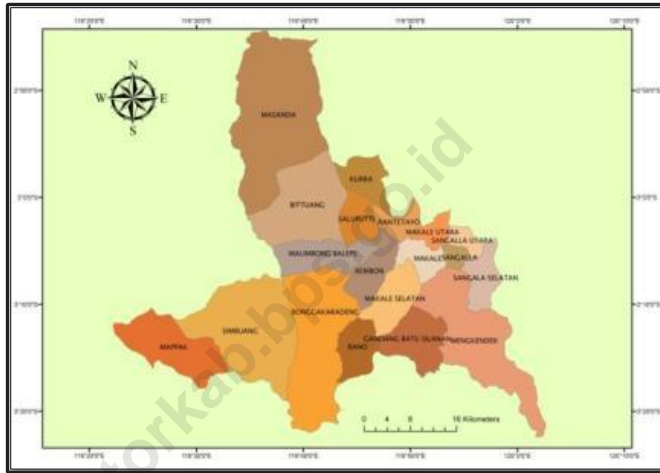 N
W E
S
MASANDA
KURRA
BITTUANG
SALUPUTTI
RANTETAYO
MAKALE UTARA
SANGALLA UTARA
MALIMBONG BALEPE
MAKALE
SANGALLA
REMBON
SANGALA SELATAN
MAKALE SELATAN
BONGGAKARADENG
SIMBUANG
MAPPAK
RANO
GANDANG BATU SILANAN
MENGKENDEK
0 4 8 16 Kilometers
torkab.bps.go.id